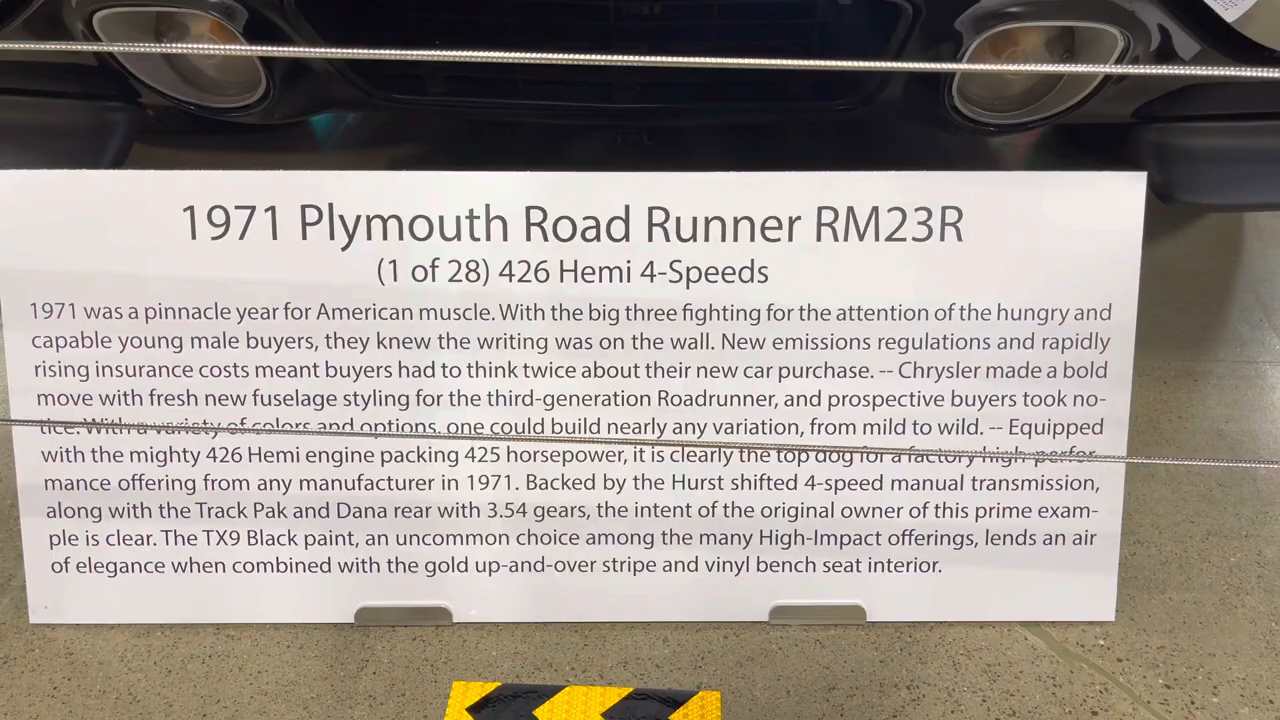 1971 Plymouth Road Runner RM23R
(1 of 28) 426 Hemi 4-Speeds
1971 was a pinnacle year for American muscle. With the big three fighting for the attention of the hungry and
capable young male buyers, they knew the writing was on the wall. New emissions regulations and rapidly
rising insurance costs meant buyers had to think twice about their new car purchase. -- Chrysler made a bold
move with fresh new fuselage styling for the third-generation Roadrunner, and prospective buyers took no-
tice. With a variety of colors and options, one could build nearly any variation, from mild to wild. -- Equipped
with the mighty 426 Hemi engine packing 425 horsepower, it is clearly the top dog for a factory high-perfor-
mance offering from any manufacturer in 1971. Backed by the Hurst shifted 4-speed manual transmission,
along with the Track Pak and Dana rear with 3.54 gears, the intent of the original owner of this prime exam-
ple is clear. The TX9 Black paint, an uncommon choice among the many High-Impact offerings, lends an air
of elegance when combined with the gold up-and-over stripe and vinyl bench seat interior.